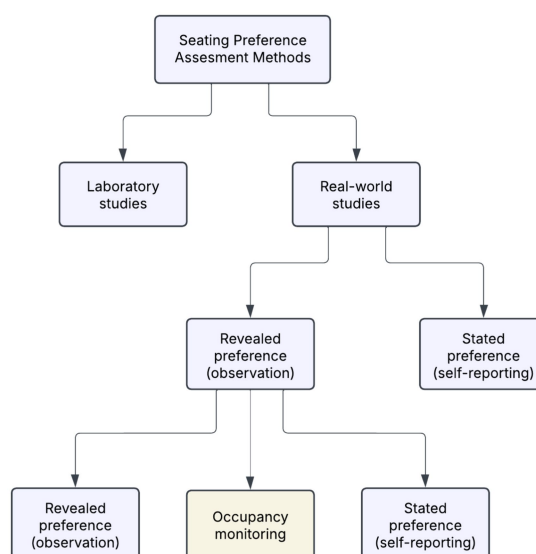 Seating Preference
Assesment Methods
Laboratory
studies
Real-world
studies
Revealed
preference
(observation)
Stated
preference
(self-reporting)
Revealed
preference
(observation)
Occupancy
monitoring
Stated
preference
(self-reporting)